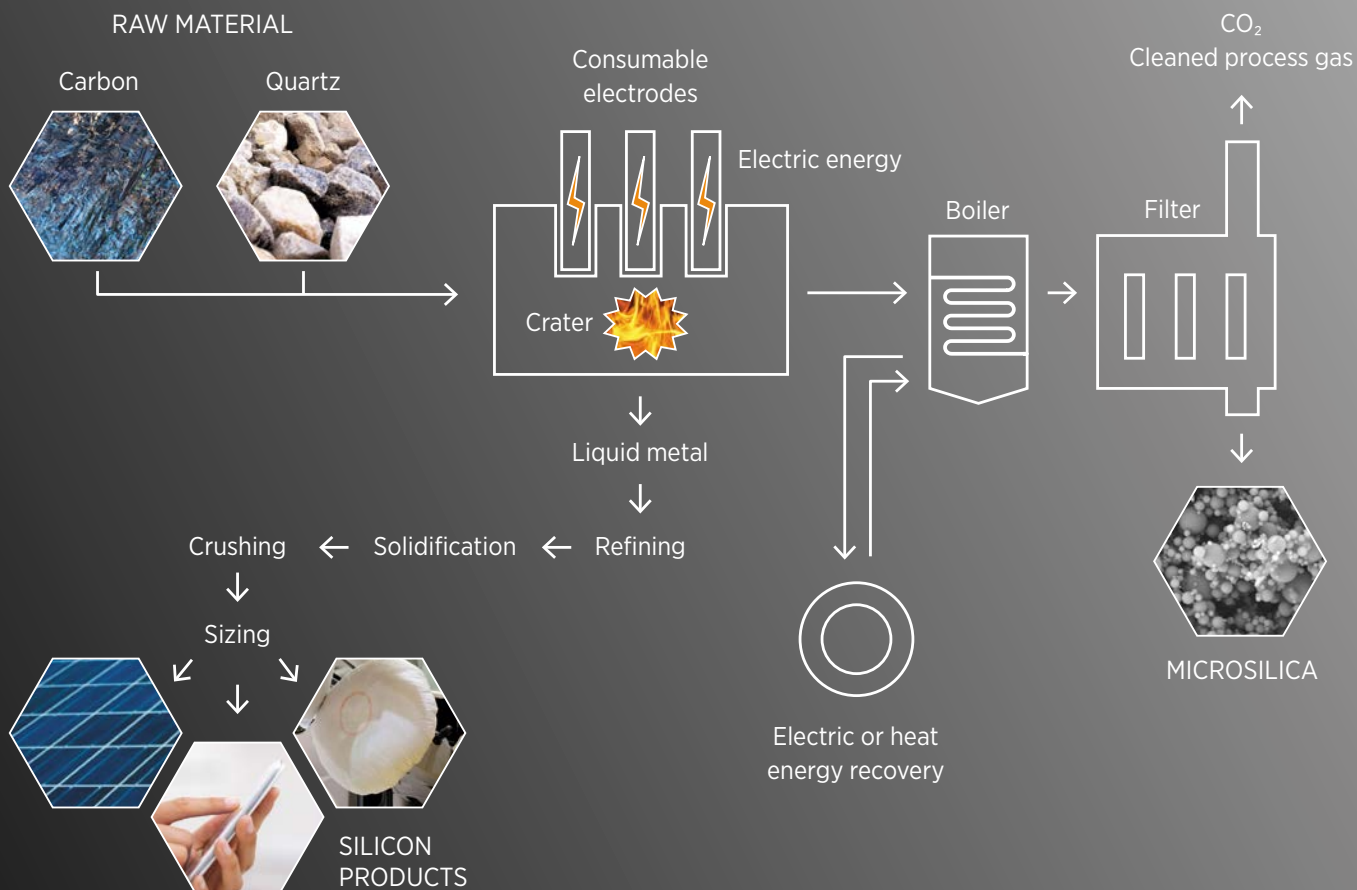 RAW MATERIAL
Carbon
Quartz
Consumable
electrodes
Electric energy
CO₂
Cleaned process gas
Boiler
Filter
Crater
Liquid metal
Crushing
Solidification
Refining
Sizing
MICROSILICA
Electric or heat
energy recovery
SILICON
PRODUCTS